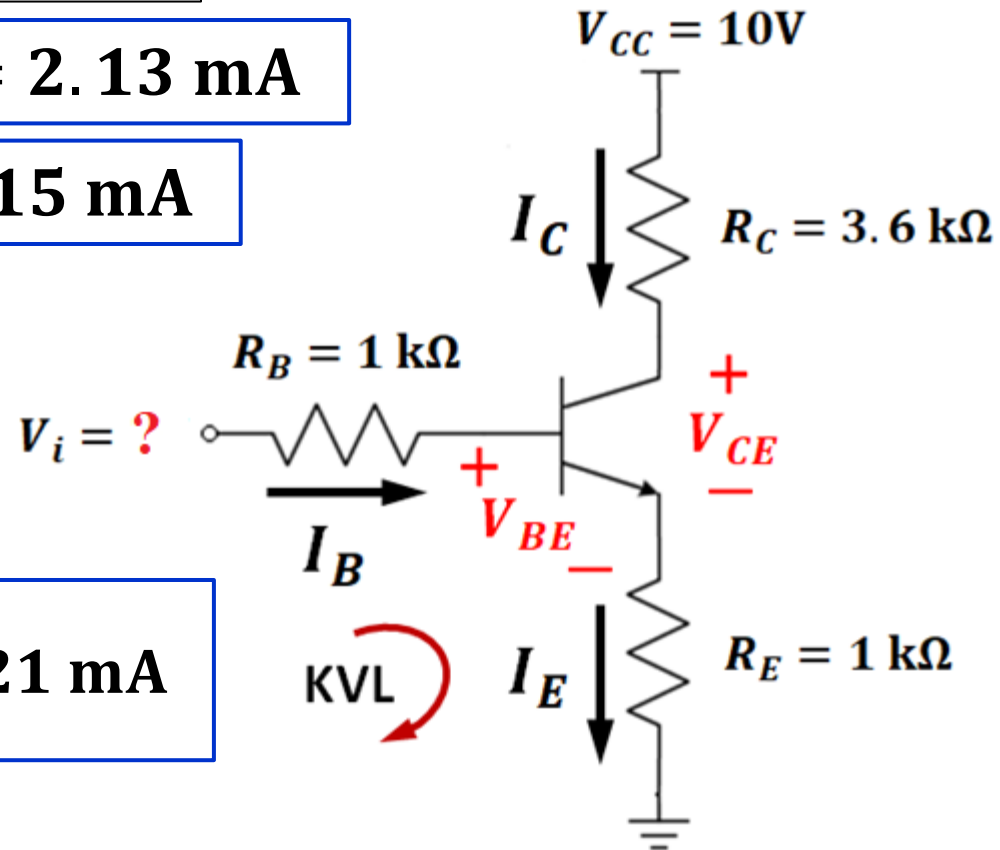 V_CC = 10V
= 2.13 mA
15 mA
I_C
R_C = 3.6 kΩ
R_B = 1 kΩ
V_i = ?
+
V_CE
−
+
V_BE
−
I_B
21 mA
KVL
I_E
R_E = 1 kΩ